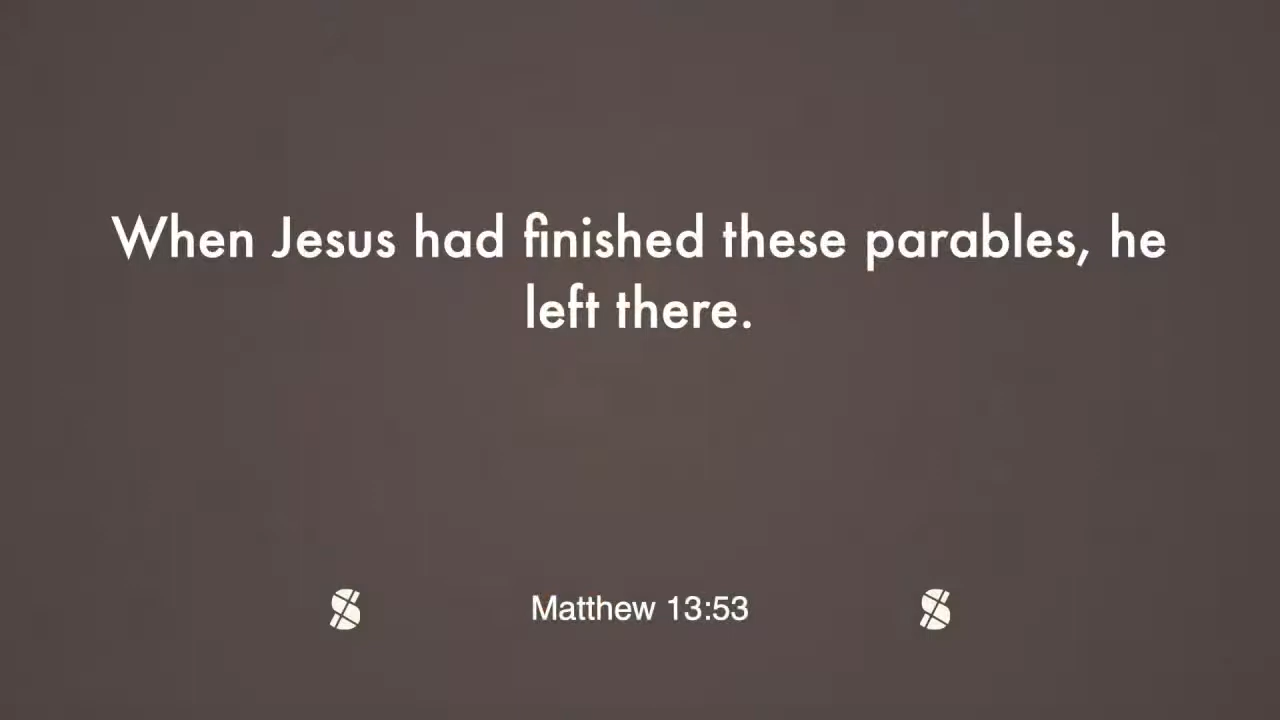 When Jesus had finished these parables, he
left there.
Matthew 13:53